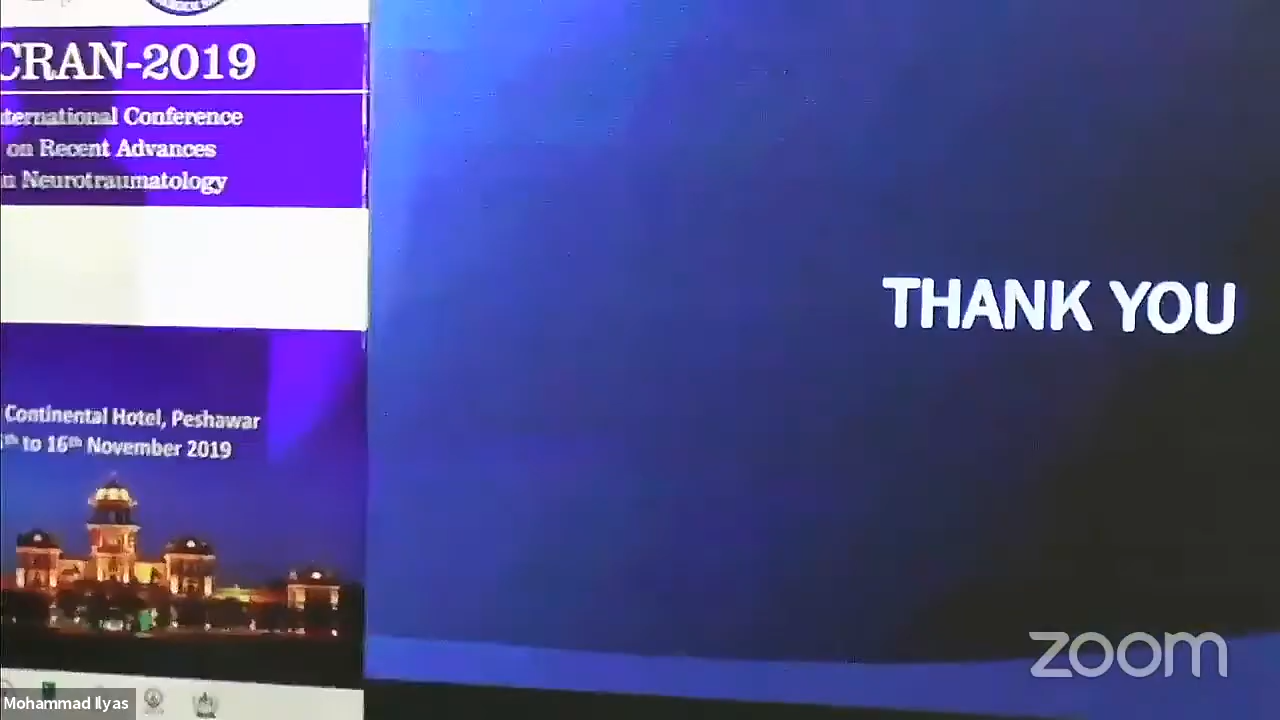 CRAN-2019
ternational Conference
on Recent Advances
n Neurotraumatology
Continental Hotel, Peshawar
th to 16th November 2019
THANK YOU
zoom
Mohammad Ilyas